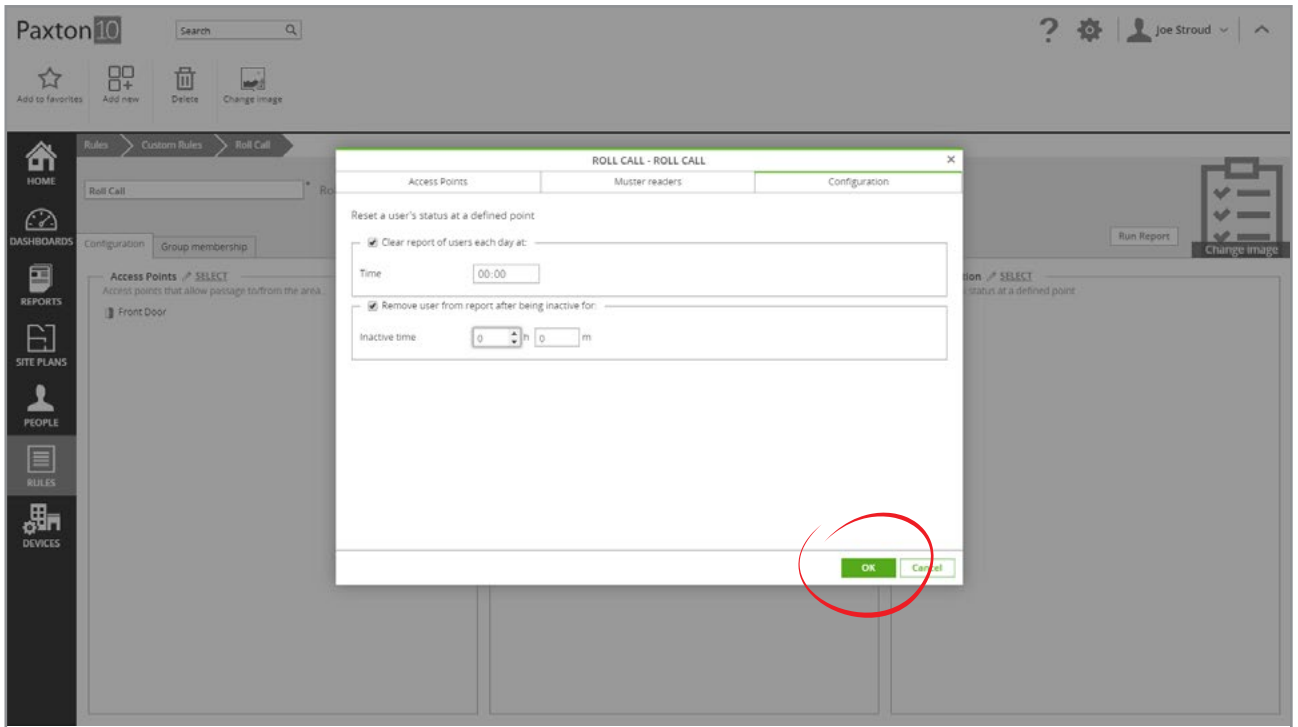 Paxton10
Search
Joe Stroud
Add to favorites
Add new
Delete
Change image
HOME
DASHBOARDS
REPORTS
SITE PLANS
PEOPLE
RULES
DEVICES
Rules
Custom Rules
Roll Call
Roll Call
*
Ro
Configuration
Group membership
Run Report
Change image
Access Points SELECT
Access points that allow passage to/from the area.
Front Door
tion SELECT
status at a defined point
ROLL CALL - ROLL CALL
Access Points
Muster readers
Configuration
Reset a user's status at a defined point
Clear report of users each day at:
Time
00:00
Remove user from report after being inactive for:
Inactive time
0 h 0 m
OK
Cancel